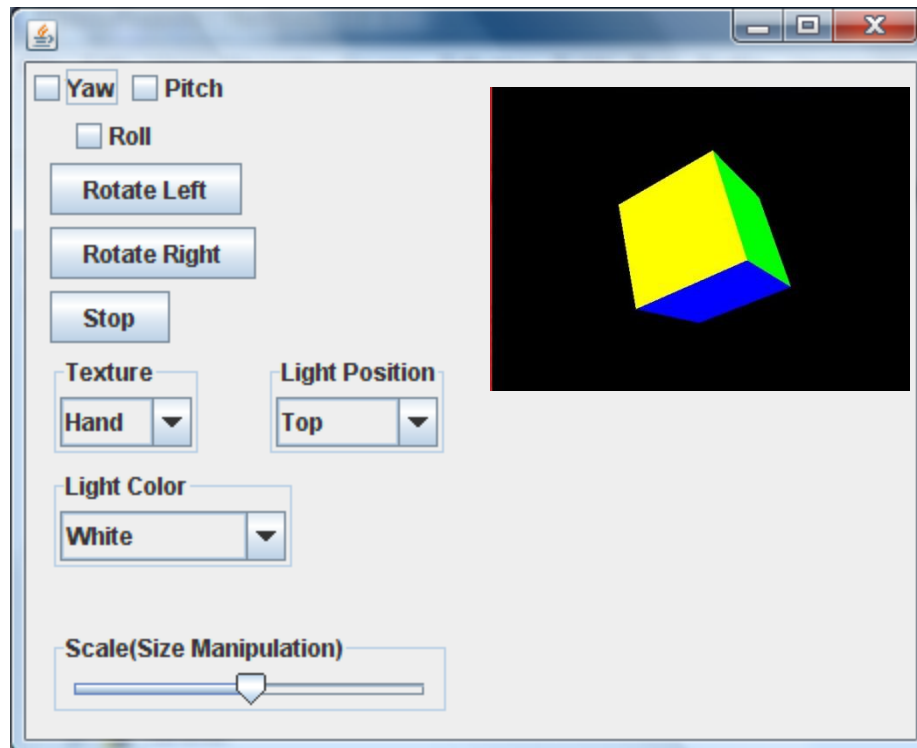 Yaw Pitch
Roll
Rotate Left
Rotate Right
Stop
Texture Light Position
Hand Top
Light Color
White
Scale(Size Manipulation)